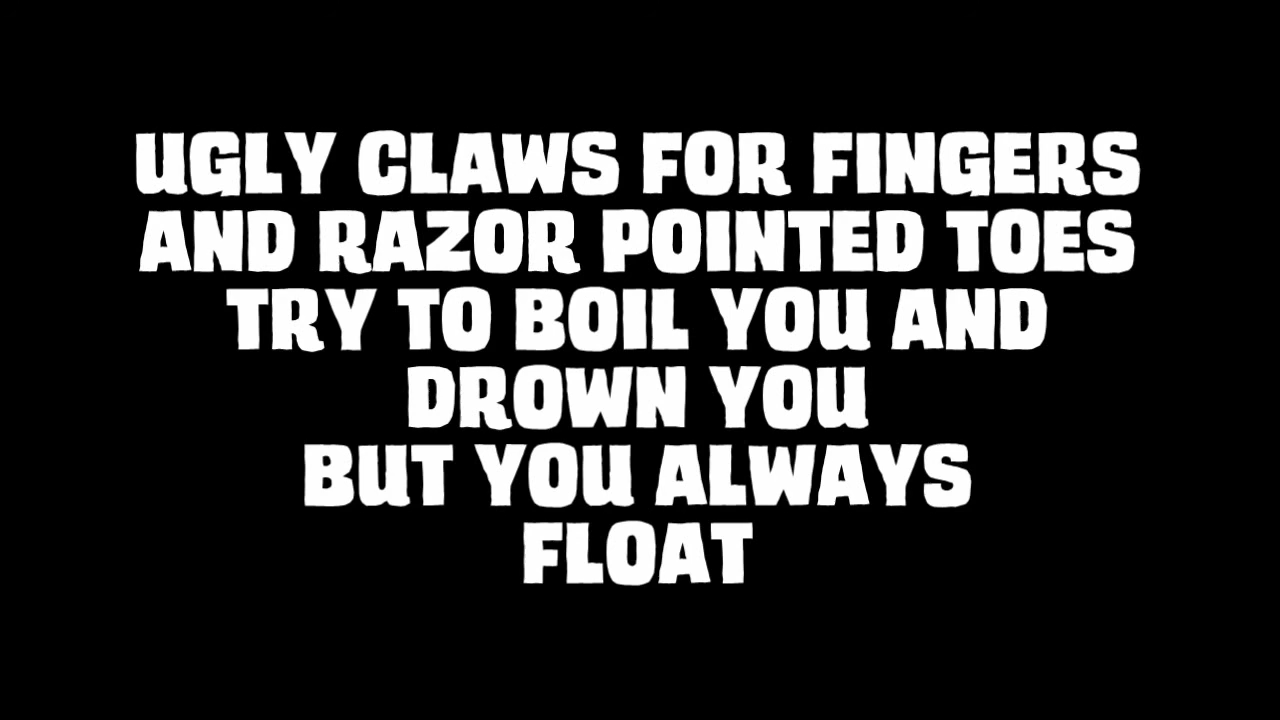 UGLY CLAWS FOR FINGERS
AND RAZOR POINTED TOES
TRY TO BOIL YOU AND
DROWN YOU
BUT YOU ALWAYS
FLOAT